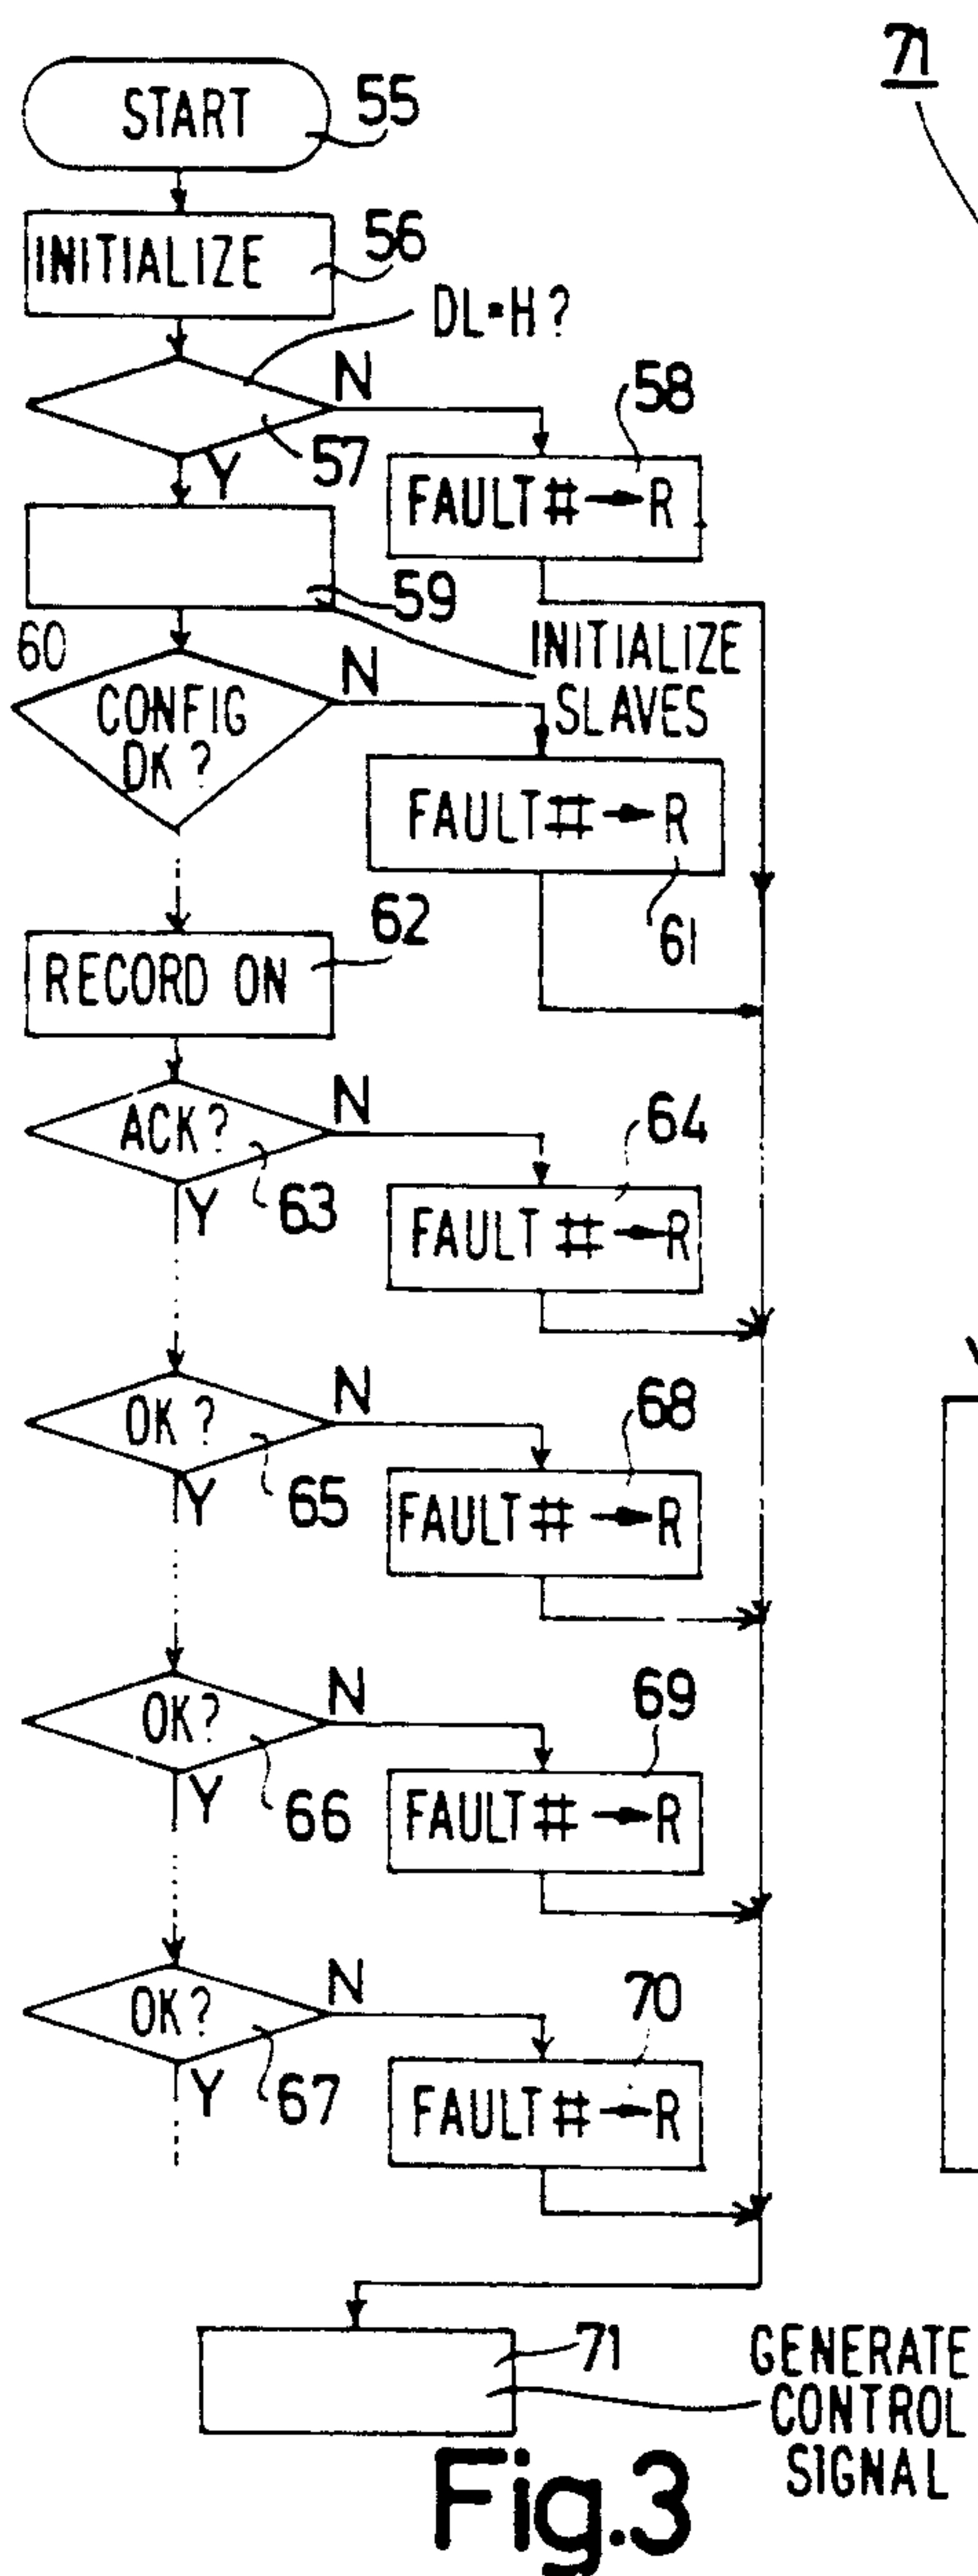 71
START
55
INITIALIZE
56
DL=H?
N
57
Y
58
FAULT # → R
59
INITIALIZE
SLAVES
60
CONFIG
OK?
N
FAULT # → R
61
62
RECORD ON
ACK?
N
63
Y
64
FAULT # → R
OK?
N
65
Y
68
FAULT # → R
OK?
N
66
Y
69
FAULT # → R
OK?
N
67
Y
70
FAULT # → R
71
GENERATE
CONTROL
SIGNAL
Fig.3